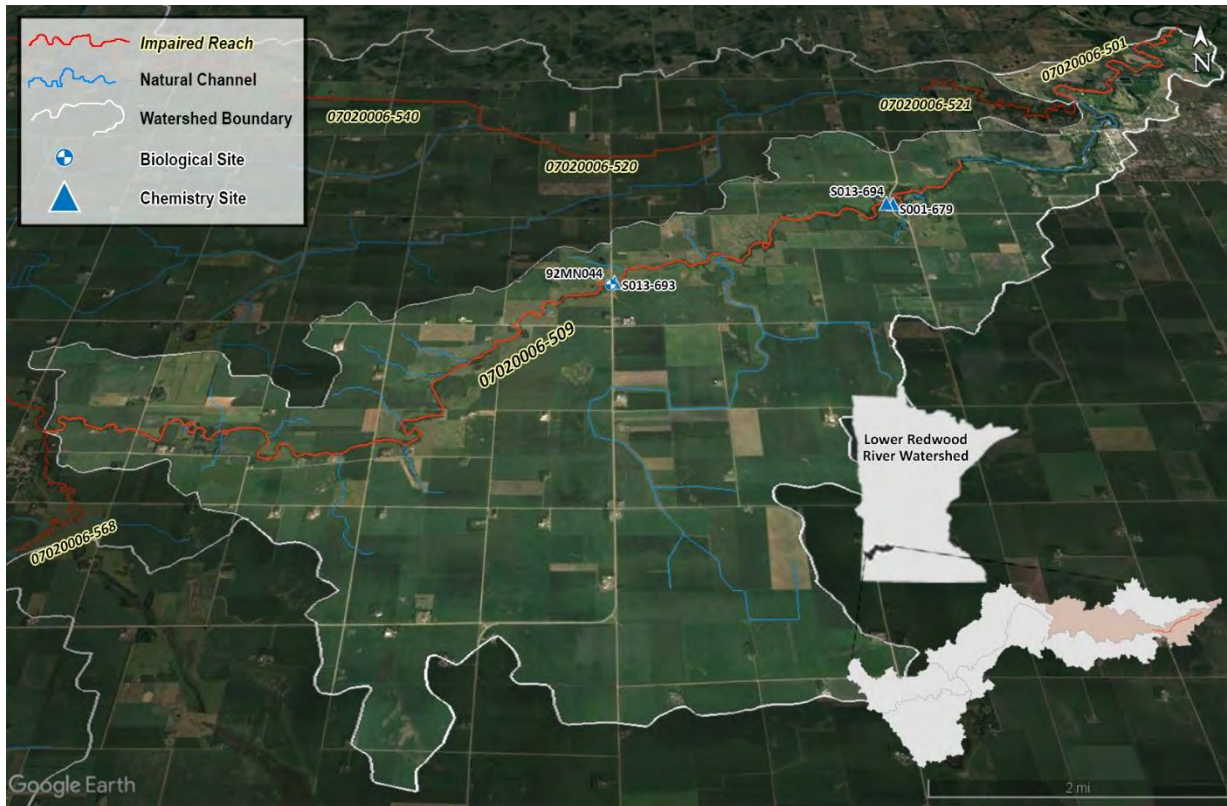 Impaired Reach
Natural Channel
Watershed Boundary
Biological Site
Chemistry Site
N
07020006-501
07020006-540
07020006-521
07020006-520
S013-694
S001-679
92MN044
S013-693
07020006-509
Lower Redwood
River Watershed
07020006-568
Google Earth
2 mi